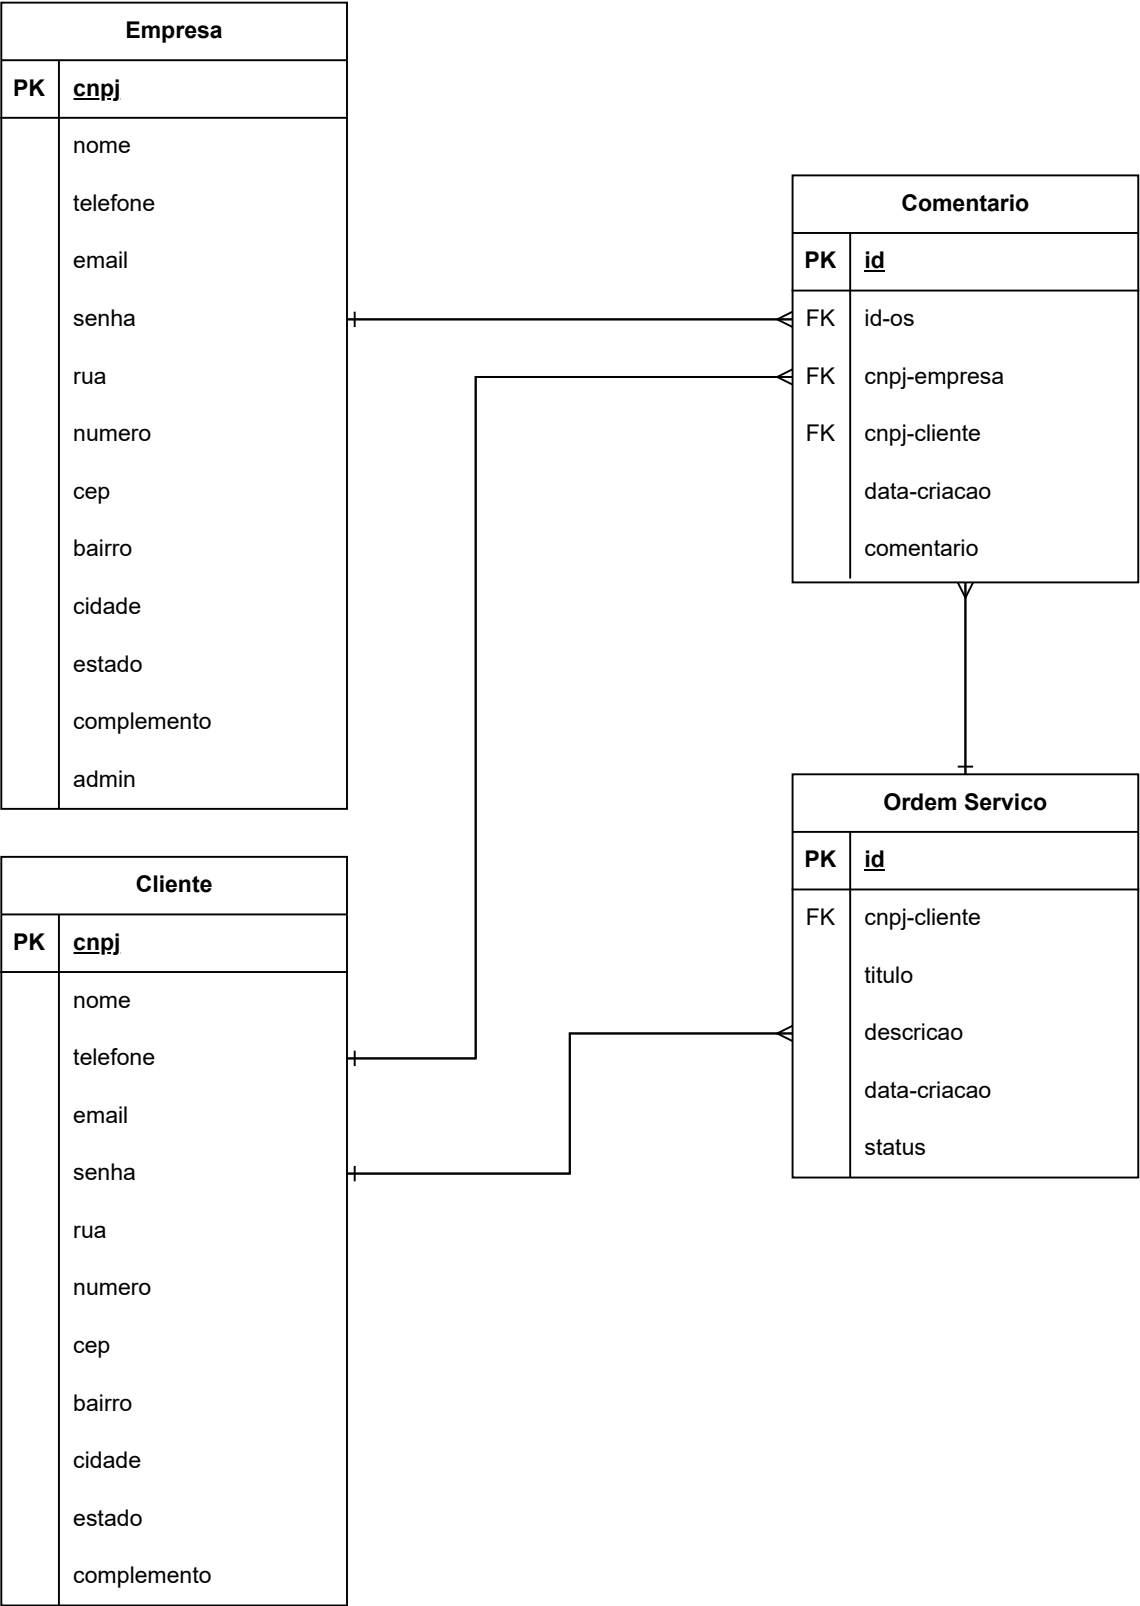 Empresa
PK cnpj
nome
telefone
email
senha
rua
numero
cep
bairro
cidade
estado
complemento
admin
Comentario
PK id
FK id-os
FK cnpj-empresa
FK cnpj-cliente
data-criacao
comentario
Cliente
PK cnpj
nome
telefone
email
senha
rua
numero
cep
bairro
cidade
estado
complemento
Ordem Servico
PK id
FK cnpj-cliente
titulo
descricao
data-criacao
status